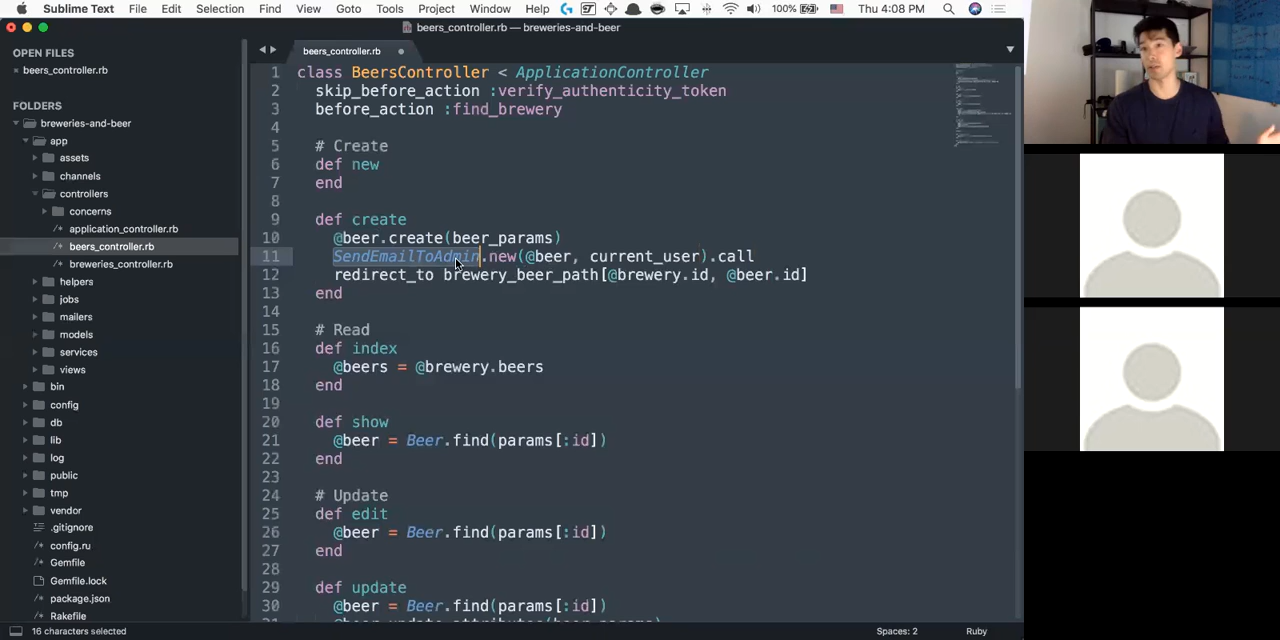 Sublime Text File Edit Selection Find View Goto Tools Project Window Help 100% Thu 4:08 PM
beers_controller.rb — breweries-and-beer
OPEN FILES
beers_controller.rb
FOLDERS
breweries-and-beer
app
assets
channels
controllers
concerns
application_controller.rb
beers_controller.rb
breweries_controller.rb
helpers
jobs
mailers
models
services
views
bin
config
db
lib
log
public
tmp
vendor
.gitignore
config.ru
Gemfile
Gemfile.lock
package.json
Rakefile
beers_controller.rb
1 class BeersController < ApplicationController
2 skip_before_action :verify_authenticity_token
3 before_action :find_brewery
4
5 # Create
6 def new
7 end
8
9 def create
10 @beer.create(beer_params)
11 SendEmailToAdmin.new(@beer, current_user).call
12 redirect_to brewery_beer_path[@brewery.id, @beer.id]
13 end
14
15 # Read
16 def index
17 @beers = @brewery.beers
18 end
19
20 def show
21 @beer = Beer.find(params[:id])
22 end
23
24 # Update
25 def edit
26 @beer = Beer.find(params[:id])
27 end
28
29 def update
30 @beer = Beer.find(params[:id])
16 characters selected Spaces: 2 Ruby